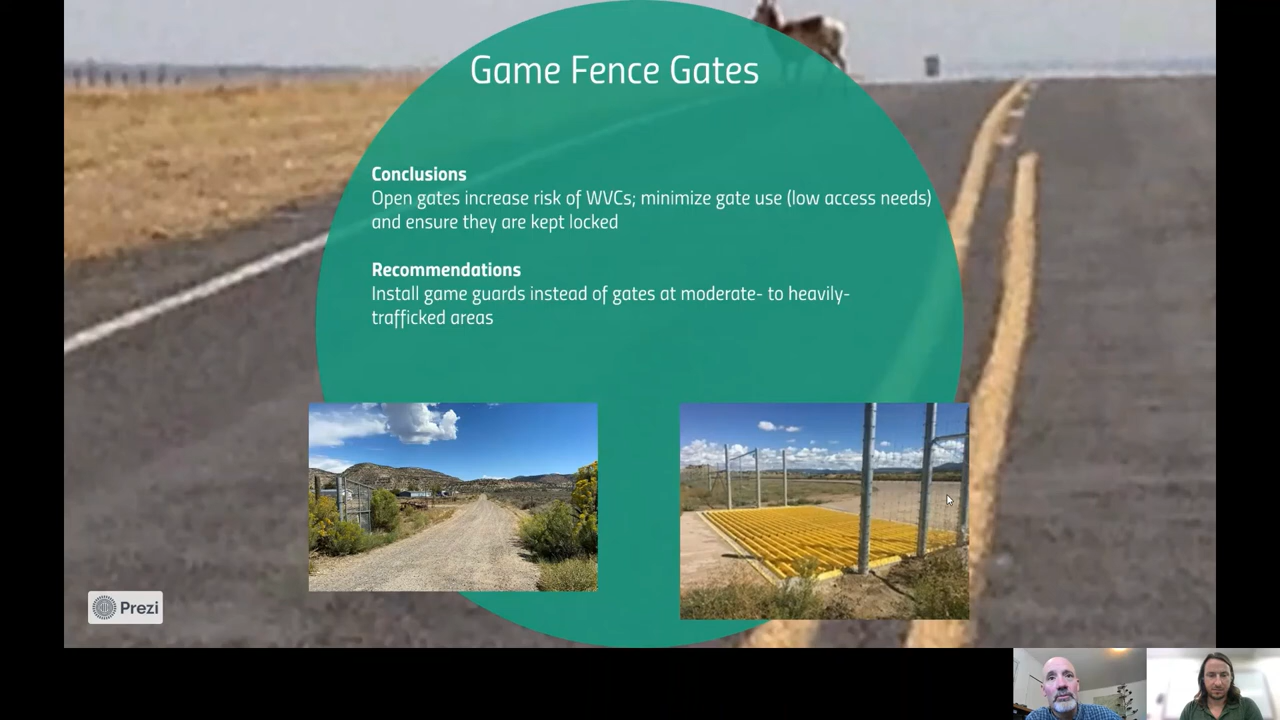 Game Fence Gates
Conclusions
Open gates increase risk of WVCs; minimize gate use (low access needs)
and ensure they are kept locked
Recommendations
Install game guards instead of gates at moderate- to heavily-
trafficked areas
Prezi